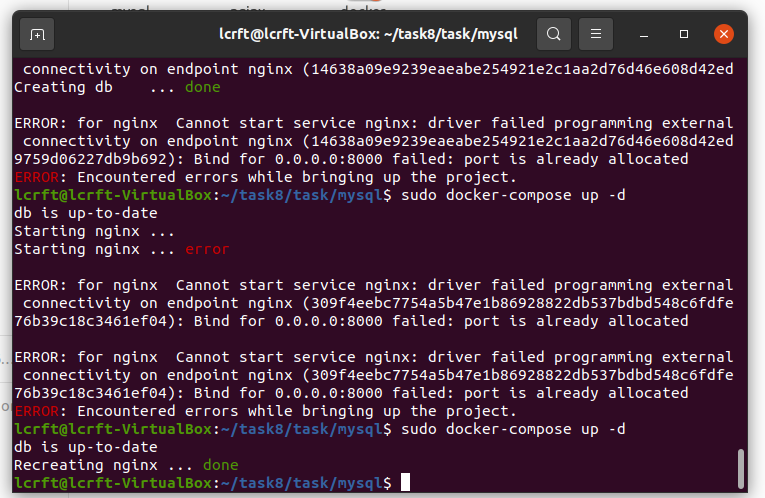 lcrft@lcrft-VirtualBox: ~/task8/task/mysql
connectivity on endpoint nginx (14638a09e9239eaeabe254921e2c1aa2d76d46e608d42ed
Creating db    ... done
ERROR: for nginx  Cannot start service nginx: driver failed programming external
connectivity on endpoint nginx (14638a09e9239eaeabe254921e2c1aa2d76d46e608d42ed
9759d06227db9b692): Bind for 0.0.0.0:8000 failed: port is already allocated
ERROR: Encountered errors while bringing up the project.
lcrft@lcrft-VirtualBox:~/task8/task/mysql$ sudo docker-compose up -d
db is up-to-date
Starting nginx ...
Starting nginx ... error
ERROR: for nginx  Cannot start service nginx: driver failed programming external
connectivity on endpoint nginx (309f4eebc7754a5b47e1b86928822db537bdbd548c6fdfe
76b39c18c3461ef04): Bind for 0.0.0.0:8000 failed: port is already allocated
ERROR: for nginx  Cannot start service nginx: driver failed programming external
connectivity on endpoint nginx (309f4eebc7754a5b47e1b86928822db537bdbd548c6fdfe
76b39c18c3461ef04): Bind for 0.0.0.0:8000 failed: port is already allocated
ERROR: Encountered errors while bringing up the project.
lcrft@lcrft-VirtualBox:~/task8/task/mysql$ sudo docker-compose up -d
db is up-to-date
Recreating nginx ... done
lcrft@lcrft-VirtualBox:~/task8/task/mysql$